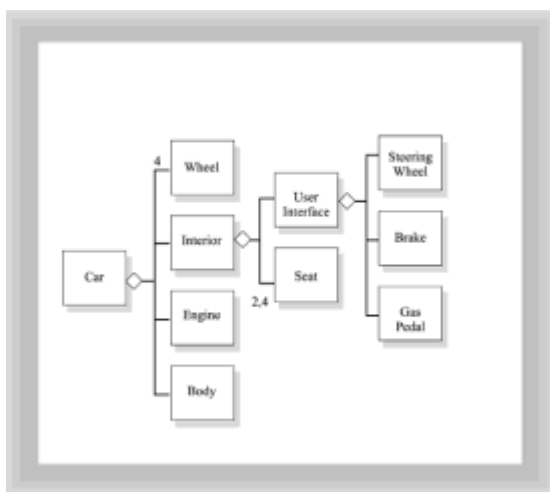 4
Wheel
Steering
Wheel
User
Interface
Interior
Brake
Car
Seat
2,4
Engine
Gas
Pedal
Body